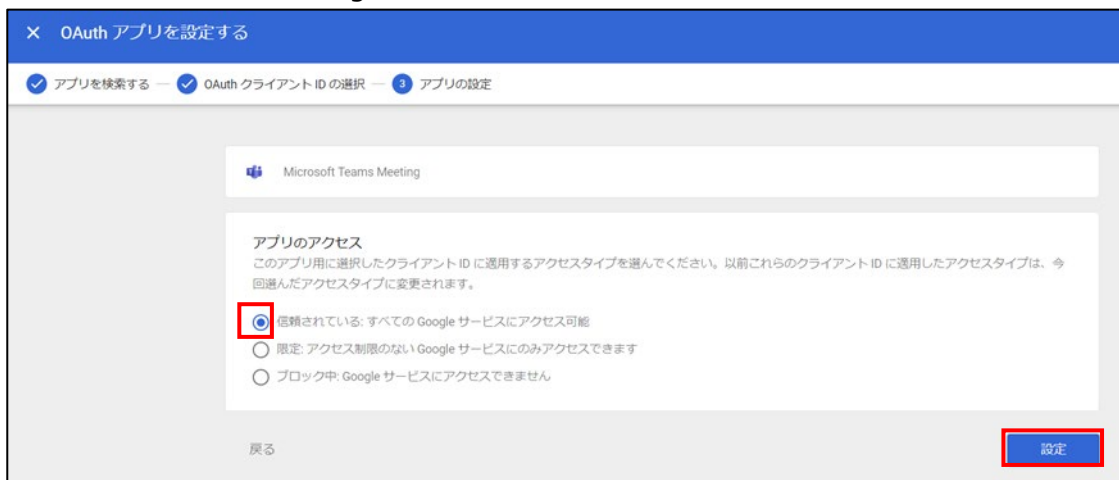 × OAuth アプリを設定する
アプリを検索する — OAuth クライアント ID の選択 — 3 アプリの設定
Microsoft Teams Meeting
アプリのアクセス
このアプリ用に選択したクライアント ID に適用するアクセスタイプを選んでください。以前これらのクライアント ID に適用したアクセスタイプは、今
回選んだアクセスタイプに変更されます。
信頼されている: すべての Google サービスにアクセス可能
限定: アクセス制限のない Google サービスにのみアクセスできます
ブロック中: Google サービスにアクセスできません
戻る
設定